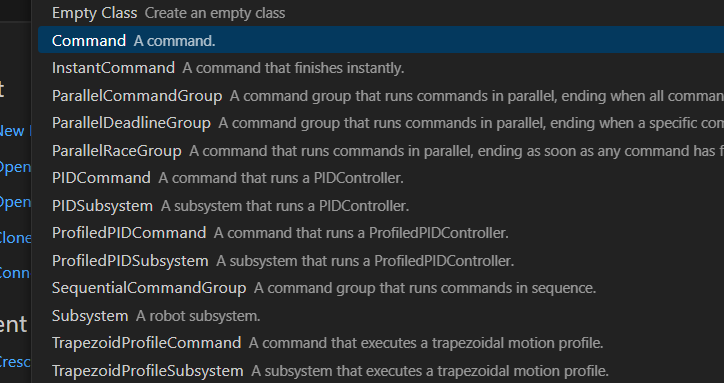 Empty Class Create an empty class
Command A command.
InstantCommand A command that finishes instantly.
ParallelCommandGroup A command group that runs commands in parallel, ending when all comman
ParallelDeadlineGroup A command group that runs commands in parallel, ending when a specific com
ParallelRaceGroup A command that runs commands in parallel, ending as soon as any command has f
PIDCommand A command that runs a PIDController.
PIDSubsystem A subsystem that runs a PIDController.
ProfiledPIDCommand A command that runs a ProfiledPIDController.
ProfiledPIDSubsystem A subsystem that runs a ProfiledPIDController.
SequentialCommandGroup A command group that runs commands in sequence.
Subsystem A robot subsystem.
TrapezoidProfileCommand A command that executes a trapezoidal motion profile.
TrapezoidProfileSubsystem A subsystem that executes a trapezoidal motion profile.
t
New
Open
Open
Clone
Conn
ent
Cresc